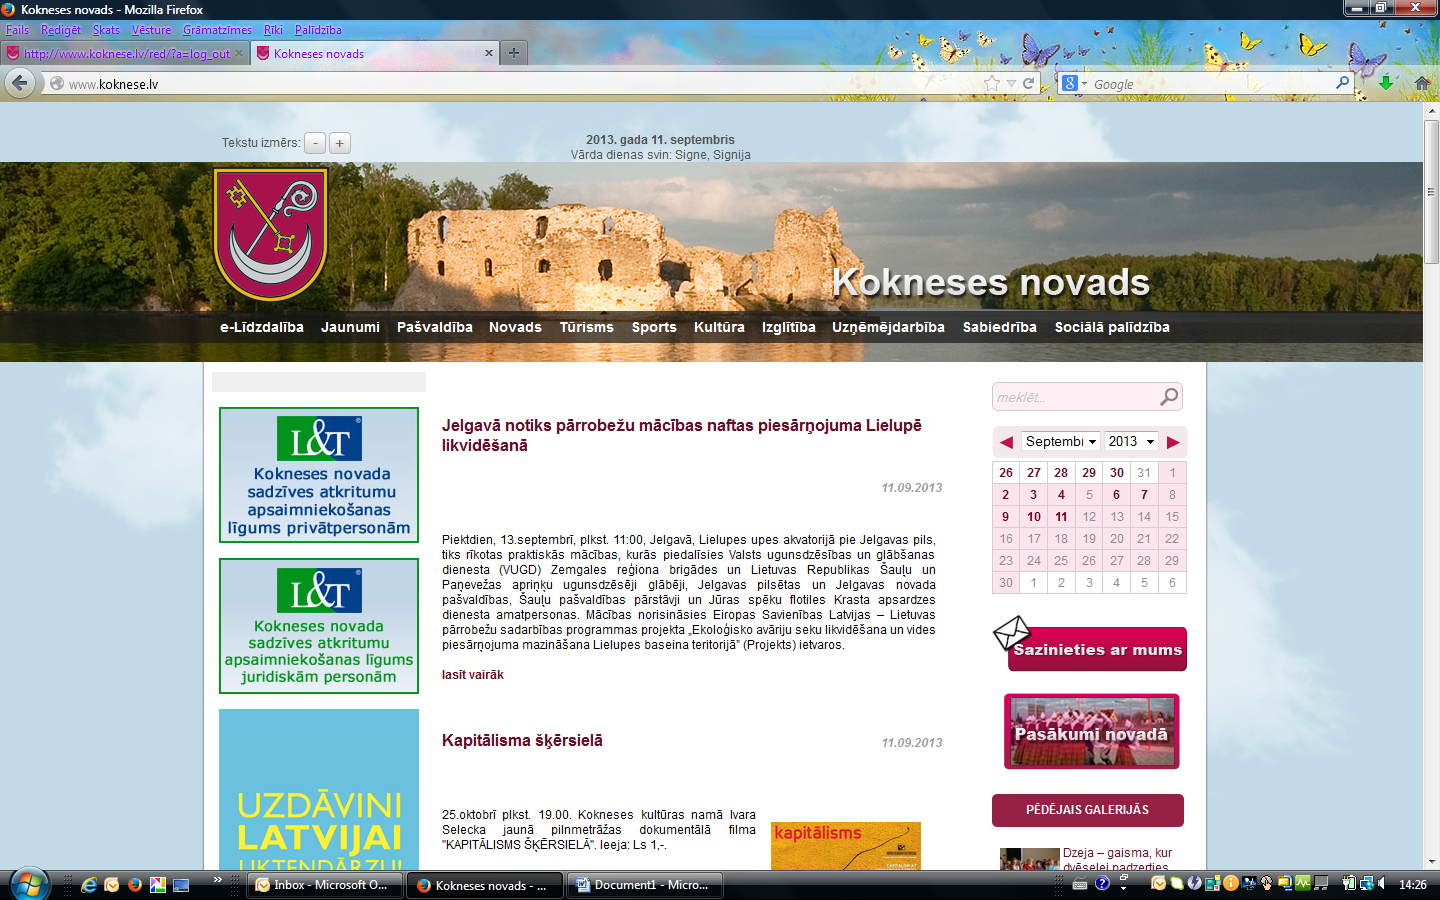 Kokneses novads - Mozilla Firefox
Fails Rediģēt Skats Vēsture Grāmatzīmes Rīki Palīdzība
http://www.koknese.lv/red/?a=log_out
Kokneses novads
www.koknese.lv
Google
Tekstu izmērs: - +
2013. gada 11. septembris
Vārda dienas svin: Signe, Signija
Kokneses novads
e-Līdzdalība Jaunumi Pašvaldība Novads Tūrisms Sports Kultūra Izglītība Uzņēmējdarbība Sabiedrība Sociālā palīdzība
L&T
Kokneses novada
sadzīves atkritumu
apsaimniekošanas
līgums privātpersonām
L&T
Kokneses novada
sadzīves atkritumu
apsaimniekošanas līgums
juridiskām personām
UZDĀVINI
LATVIJAI
LIKTEŅDĀRZU!
Jelgavā notiks pārrobežu mācības naftas piesārņojuma Lielupē
likvidēšanā
11.09.2013
Piektdien, 13.septembrī, plkst. 11:00, Jelgavā, Lielupes upes akvatorijā pie Jelgavas pils,
tiks rīkotas praktiskās mācības, kurās piedalīsies Valsts ugunsdzēsības un glābšanas
dienesta (VUGD) Zemgales reģiona brigādes un Lietuvas Republikas Šauļu un
Paņevežas apriņķu ugunsdzēsēji glābēji, Jelgavas pilsētas un Jelgavas novada
pašvaldības, Šauļu pašvaldības pārstāvji un Jūras spēku flotiles Krasta apsardzes
dienesta amatpersonas. Mācības norisināsies Eiropas Savienības Latvijas – Lietuvas
pārrobežu sadarbības programmas projekta „Ekoloģisko avāriju seku likvidēšana un vides
piesārņojuma mazināšana Lielupes baseina teritorijā” (Projekts) ietvaros.
lasīt vairāk
Kapitālisma šķērsielā
11.09.2013
25.oktobrī plkst. 19.00. Kokneses kultūras namā Ivara
Selecka jaunā pilnmetrāžas dokumentālā filma
"KAPITĀLISMS ŠĶĒRSIELĀ". Ieeja: Ls 1,-.
kapitālisms
meklēt...
Septembı 2013
26 27 28 29 30 31 1
2 3 4 5 6 7 8
9 10 11 12 13 14 15
16 17 18 19 20 21 22
23 24 25 26 27 28 29
30 1 2 3 4 5 6
Sazinieties ar mums
Pasākumi novadā
PĒDĒJAIS GALERIJĀS
Dzeja – gaisma, kur
dvēselei padzerties
Inbox - Microsoft O...
Kokneses novads - ...
Document1 - Micro...
14:26